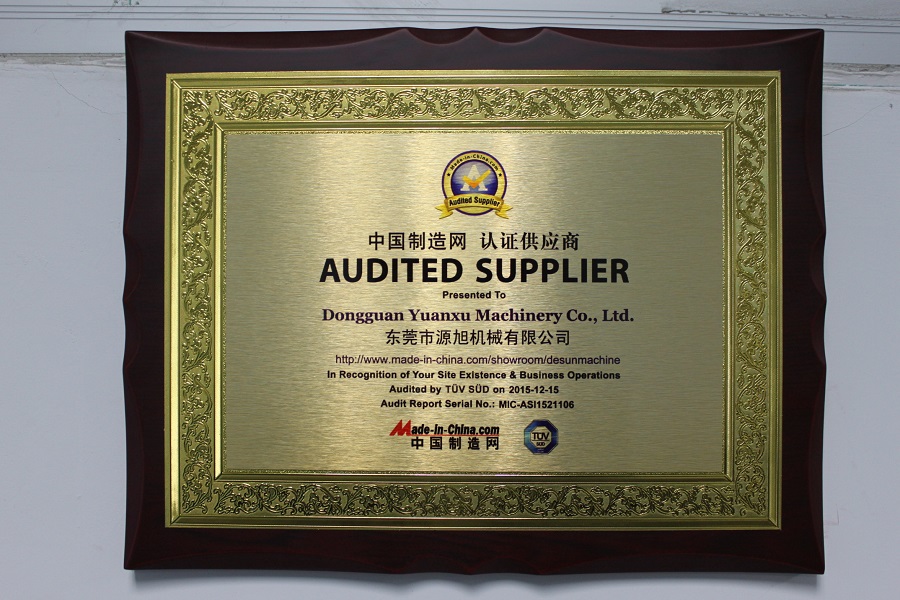 Made-in-China.com
Audited Supplier
中国制造网 认证供应商
AUDITED SUPPLIER
Presented To
Dongguan Yuanxu Machinery Co., Ltd.
东莞市源旭机械有限公司
http://www.made-in-china.com/showroom/desunmachine
In Recognition of Your Site Existence & Business Operations
Audited by TÜV SÜD on 2015-12-15
Audit Report Serial No.: MIC-ASI1521106
Made-in-China.com
中国制造网
TÜV
SÜD